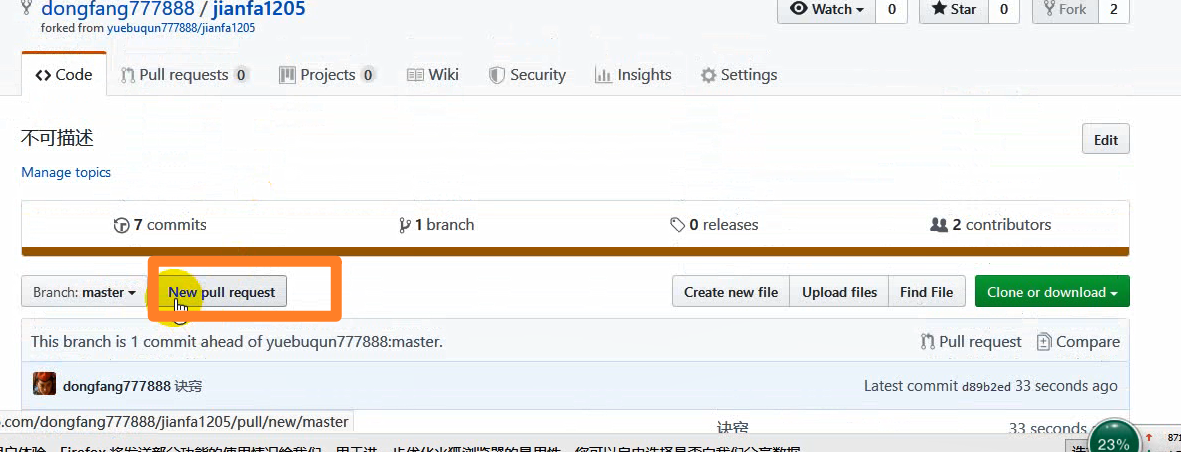 dongfang777888 / jianfa1205
Watch 0 Star 0 Fork 2
forked from yuebuqun777888/jianfa1205
Code Pull requests 0 Projects 0 Wiki Security Insights Settings
不可描述
Edit
Manage topics
7 commits 1 branch 0 releases 2 contributors
Branch: master New pull request Create new file Upload files Find File Clone or download
This branch is 1 commit ahead of yuebuqun777888:master. Pull request Compare
dongfang777888 诀窍 Latest commit d89b2ed 33 seconds ago
.com/dongfang777888/jianfa1205/pull/new/master
诀窍 33 seconds
23%
871